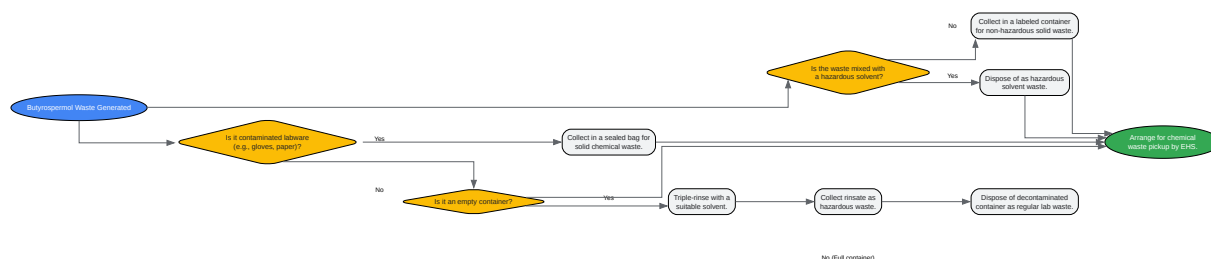 No
Collect in a labeled container
for non-hazardous solid waste.
Is the waste mixed with
a hazardous solvent?
Yes
Dispose of as hazardous
solvent waste.
Butyrospermol Waste Generated
Is it contaminated labware
(e.g., gloves, paper)?
Yes
Collect in a sealed bag for
solid chemical waste.
Arrange for chemical
waste pickup by EHS.
No
Is it an empty container?
Yes
Triple-rinse with a
suitable solvent.
Collect rinsate as
hazardous waste.
Dispose of decontaminated
container as regular lab waste.
No (Full container)